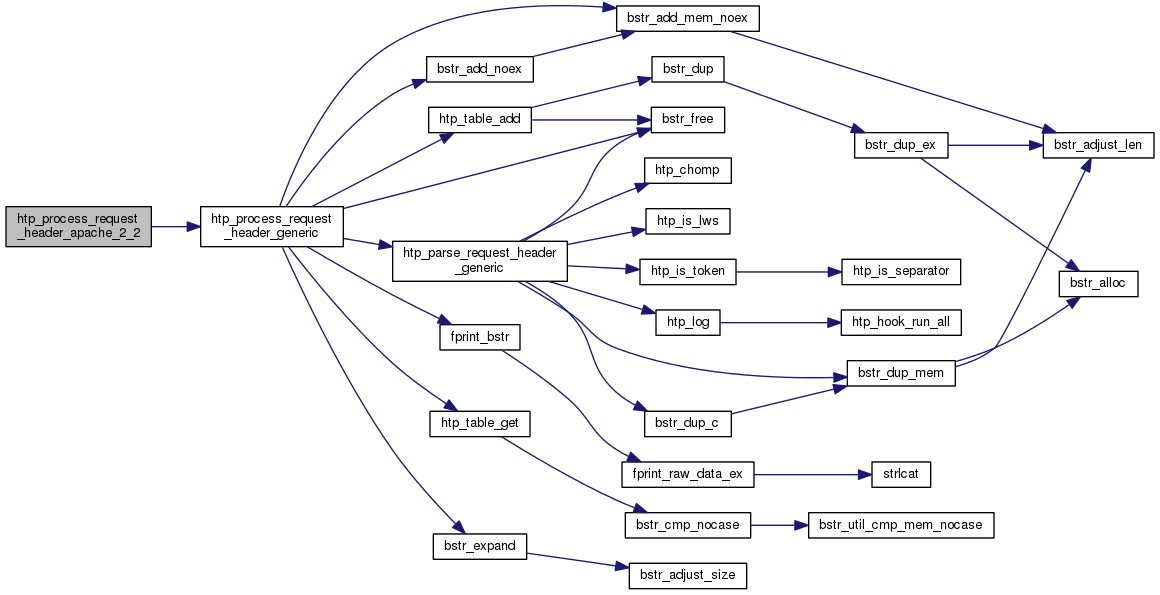 htp_process_request
_header_apache_2_2
htp_process_request
_header_generic
bstr_add_mem_noex
bstr_add_noex
bstr_dup
htp_table_add
bstr_free
bstr_dup_ex
bstr_adjust_len
htp_chomp
htp_is_lws
htp_parse_request_header
_generic
htp_is_token
htp_is_separator
bstr_alloc
htp_log
htp_hook_run_all
fprint_bstr
bstr_dup_mem
htp_table_get
bstr_dup_c
fprint_raw_data_ex
strlcat
bstr_cmp_nocase
bstr_util_cmp_mem_nocase
bstr_expand
bstr_adjust_size